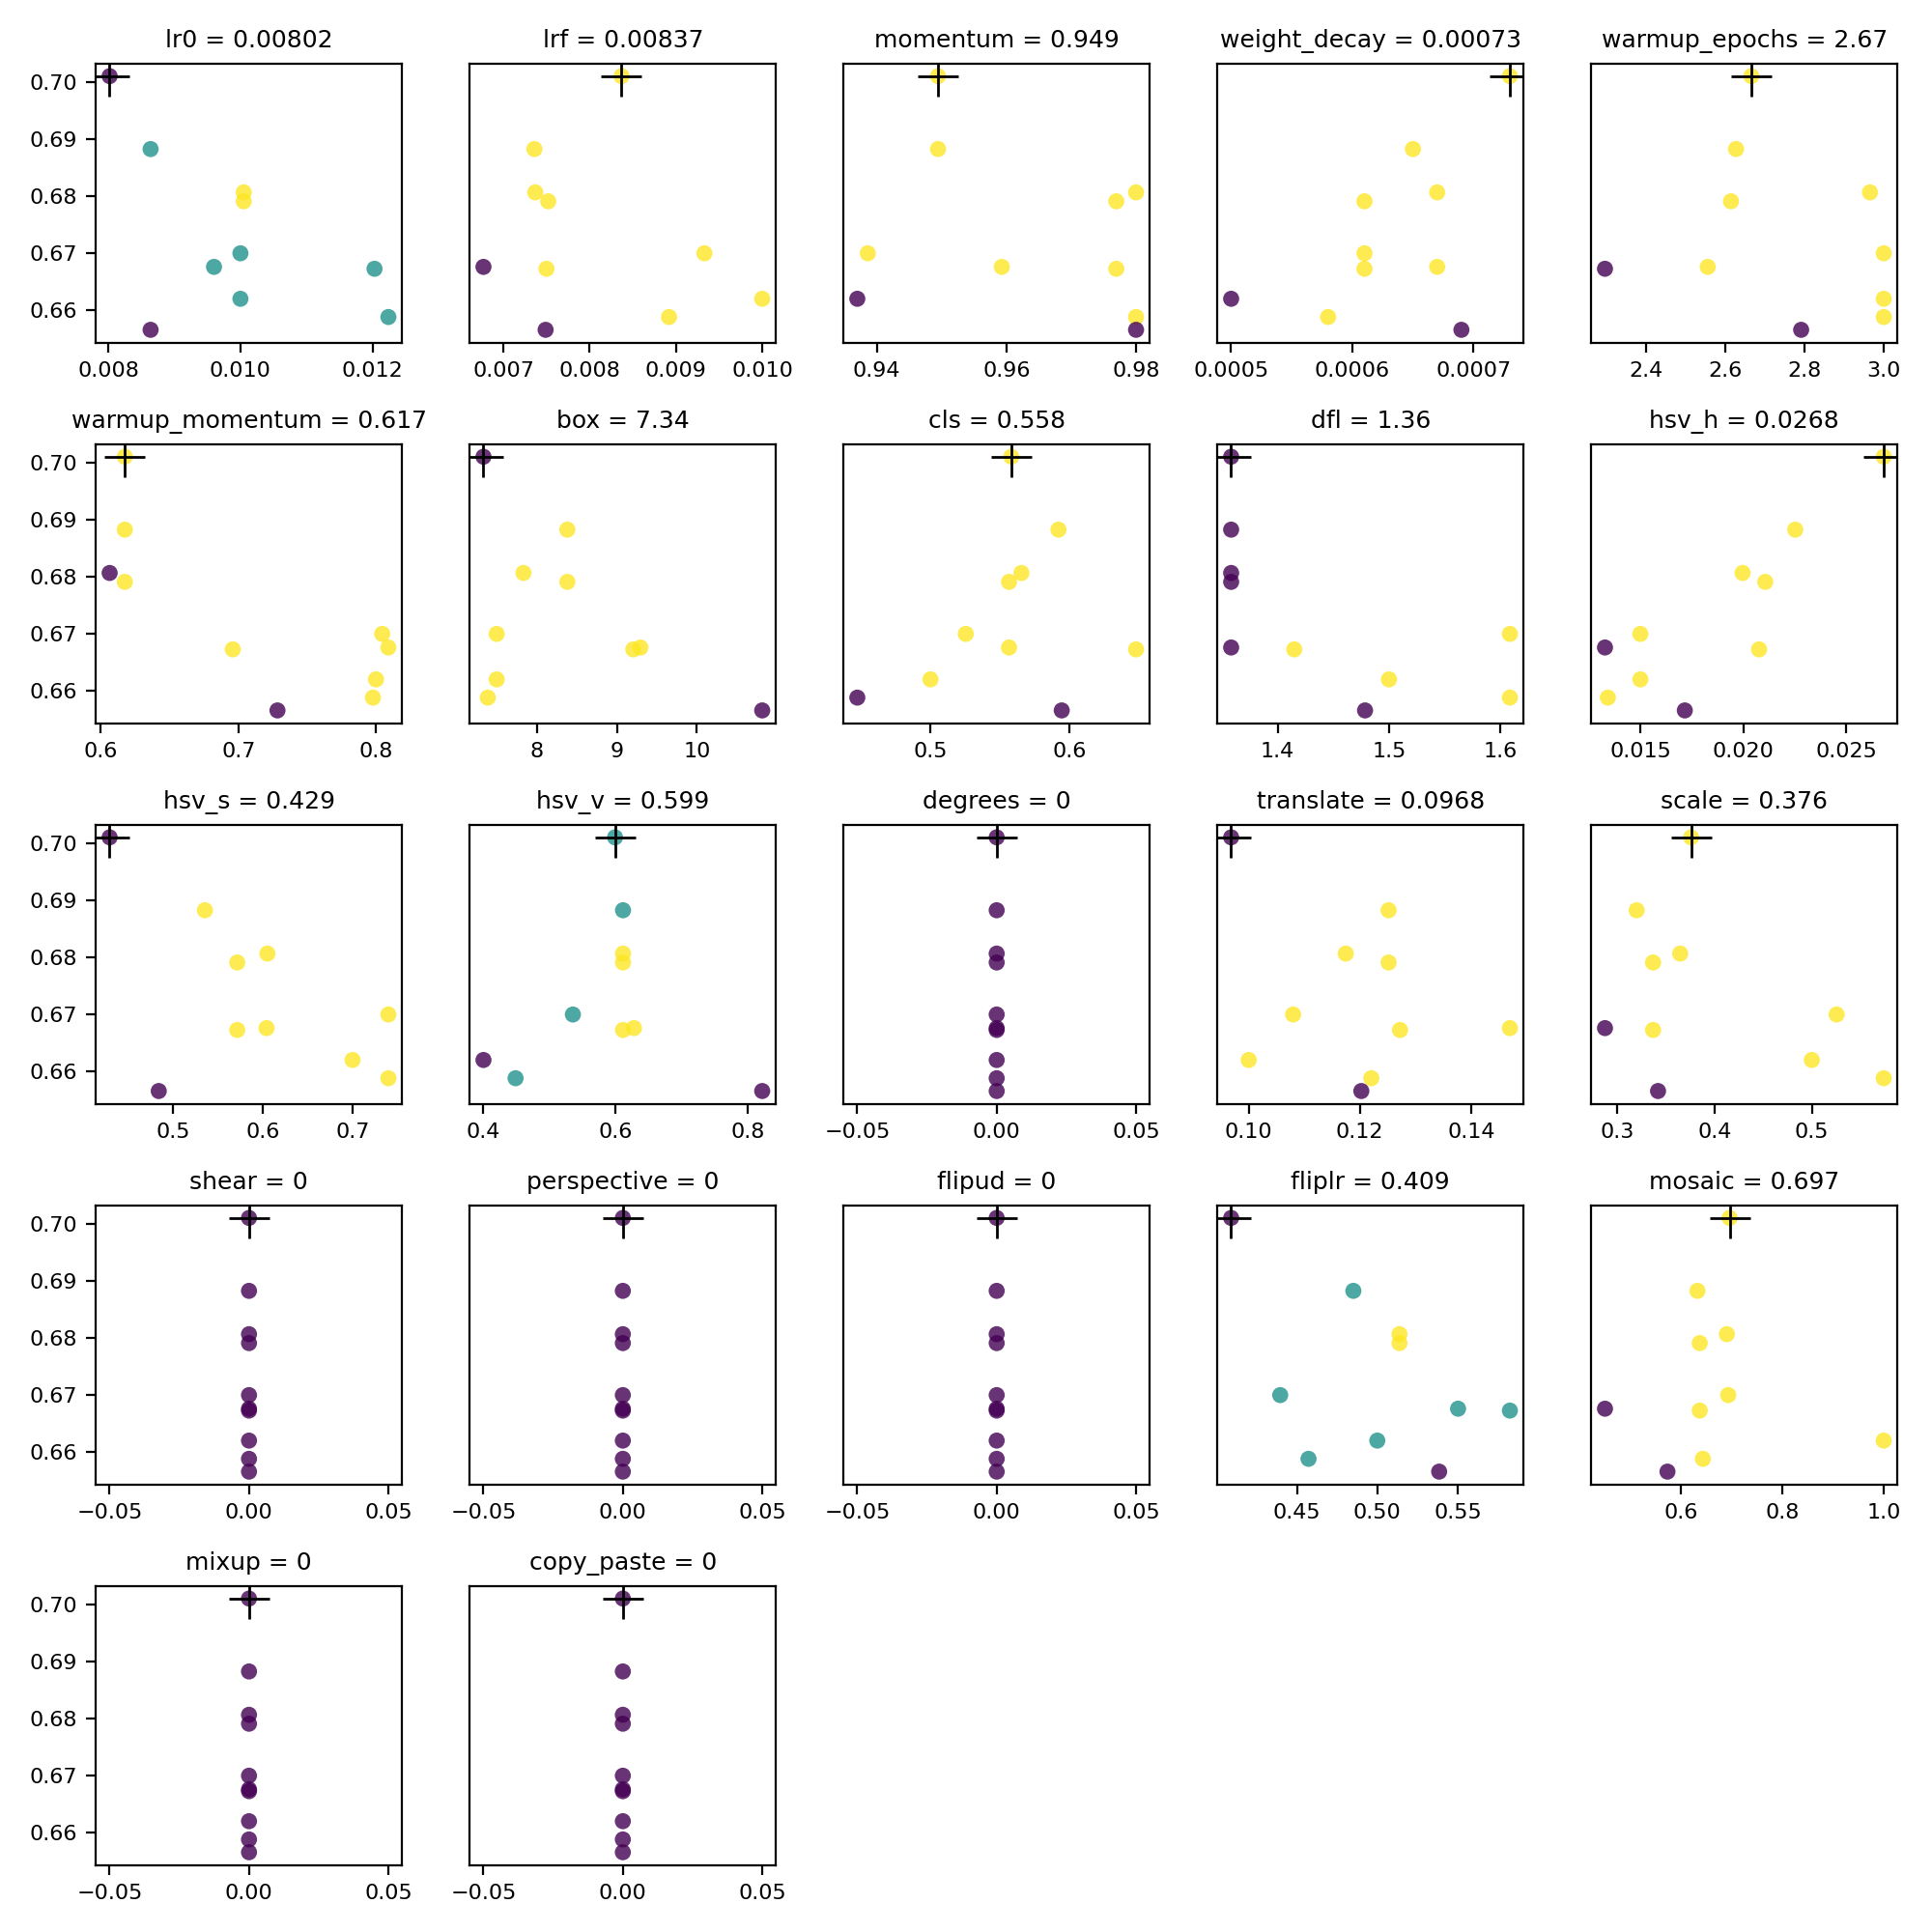 lr0 = 0.00802 lrf = 0.00837 momentum = 0.949 weight_decay = 0.00073 warmup_epochs = 2.67
0.70
0.69
0.68
0.67
0.66
0.008 0.010 0.012 0.007 0.008 0.009 0.010 0.94 0.96 0.98 0.0005 0.0006 0.0007 2.4 2.6 2.8 3.0
warmup_momentum = 0.617 box = 7.34 cls = 0.558 dfl = 1.36 hsv_h = 0.0268
0.70
0.69
0.68
0.67
0.66
0.6 0.7 0.8 8 9 10 0.5 0.6 1.4 1.5 1.6 0.015 0.020 0.025
hsv_s = 0.429 hsv_v = 0.599 degrees = 0 translate = 0.0968 scale = 0.376
0.70
0.69
0.68
0.67
0.66
0.5 0.6 0.7 0.4 0.6 0.8 −0.05 0.00 0.05 0.10 0.12 0.14 0.3 0.4 0.5
shear = 0 perspective = 0 flipud = 0 fliplr = 0.409 mosaic = 0.697
0.70
0.69
0.68
0.67
0.66
−0.05 0.00 0.05 −0.05 0.00 0.05 −0.05 0.00 0.05 0.45 0.50 0.55 0.6 0.8 1.0
mixup = 0 copy_paste = 0
0.70
0.69
0.68
0.67
0.66
−0.05 0.00 0.05 −0.05 0.00 0.05